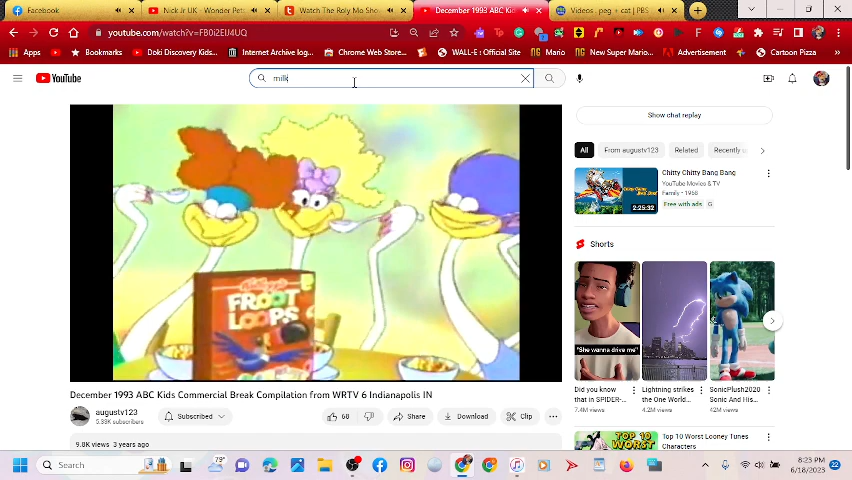 Facebook
Nick Jr UK - Wonder Pets
Watch The Roly Mo Show
December 1993 ABC Kids
Videos . peg + cat | PBS
youtube.com/watch?v=FB0i2EIJ4UQ
Apps
Bookmarks
Doki Discovery Kids...
Internet Archive log...
Chrome Web Store...
WALL-E : Official Site
Mario
New Super Mario...
Advertisement
Cartoon Pizza
YouTube
milk
Kellogg's
FROOT
LOOPS
Show chat replay
All
From augustv123
Related
Recently u
Chitty Chitty Bang Bang
YouTube Movies & TV
Family • 1968
Free with ads
G
2:25:32
Shorts
"She wanna drive me"
Did you know
that in SPIDER-...
7.4M views
Lightning strikes
the One World...
4.2M views
SonicPlush2020
Sonic And His...
42M views
December 1993 ABC Kids Commercial Break Compilation from WRTV 6 Indianapolis IN
augustv123
5.33K subscribers
Subscribed
68
Share
Download
Clip
9.8K views 3 years ago
TOP 10
WORST
Top 10 Worst Looney Tunes
Characters
Search
79°
8:23 PM
6/18/2023
22